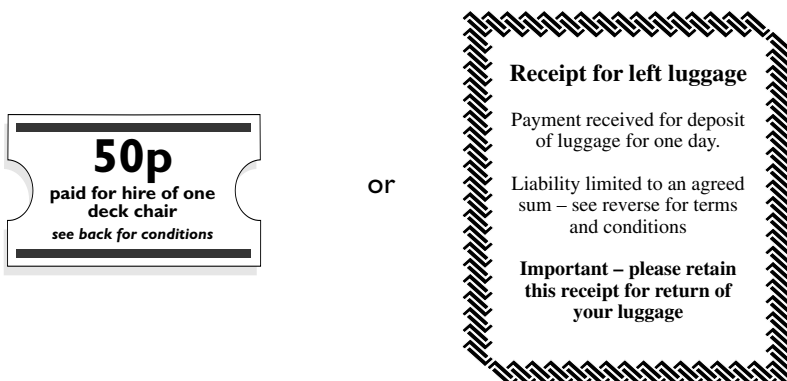 50p
paid for hire of one
deck chair
see back for conditions
or
Receipt for left luggage
Payment received for deposit
of luggage for one day.
Liability limited to an agreed
sum – see reverse for terms
and conditions
Important – please retain
this receipt for return of
your luggage